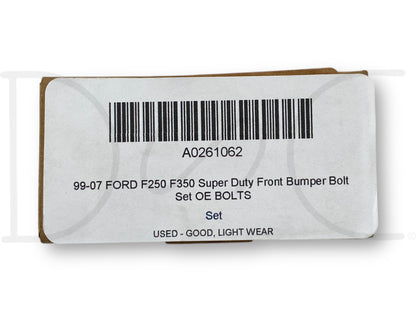 A0261062
99-07 FORD F250 F350 Super Duty Front Bumper Bolt
Set OE BOLTS
Set
USED - GOOD, LIGHT WEAR